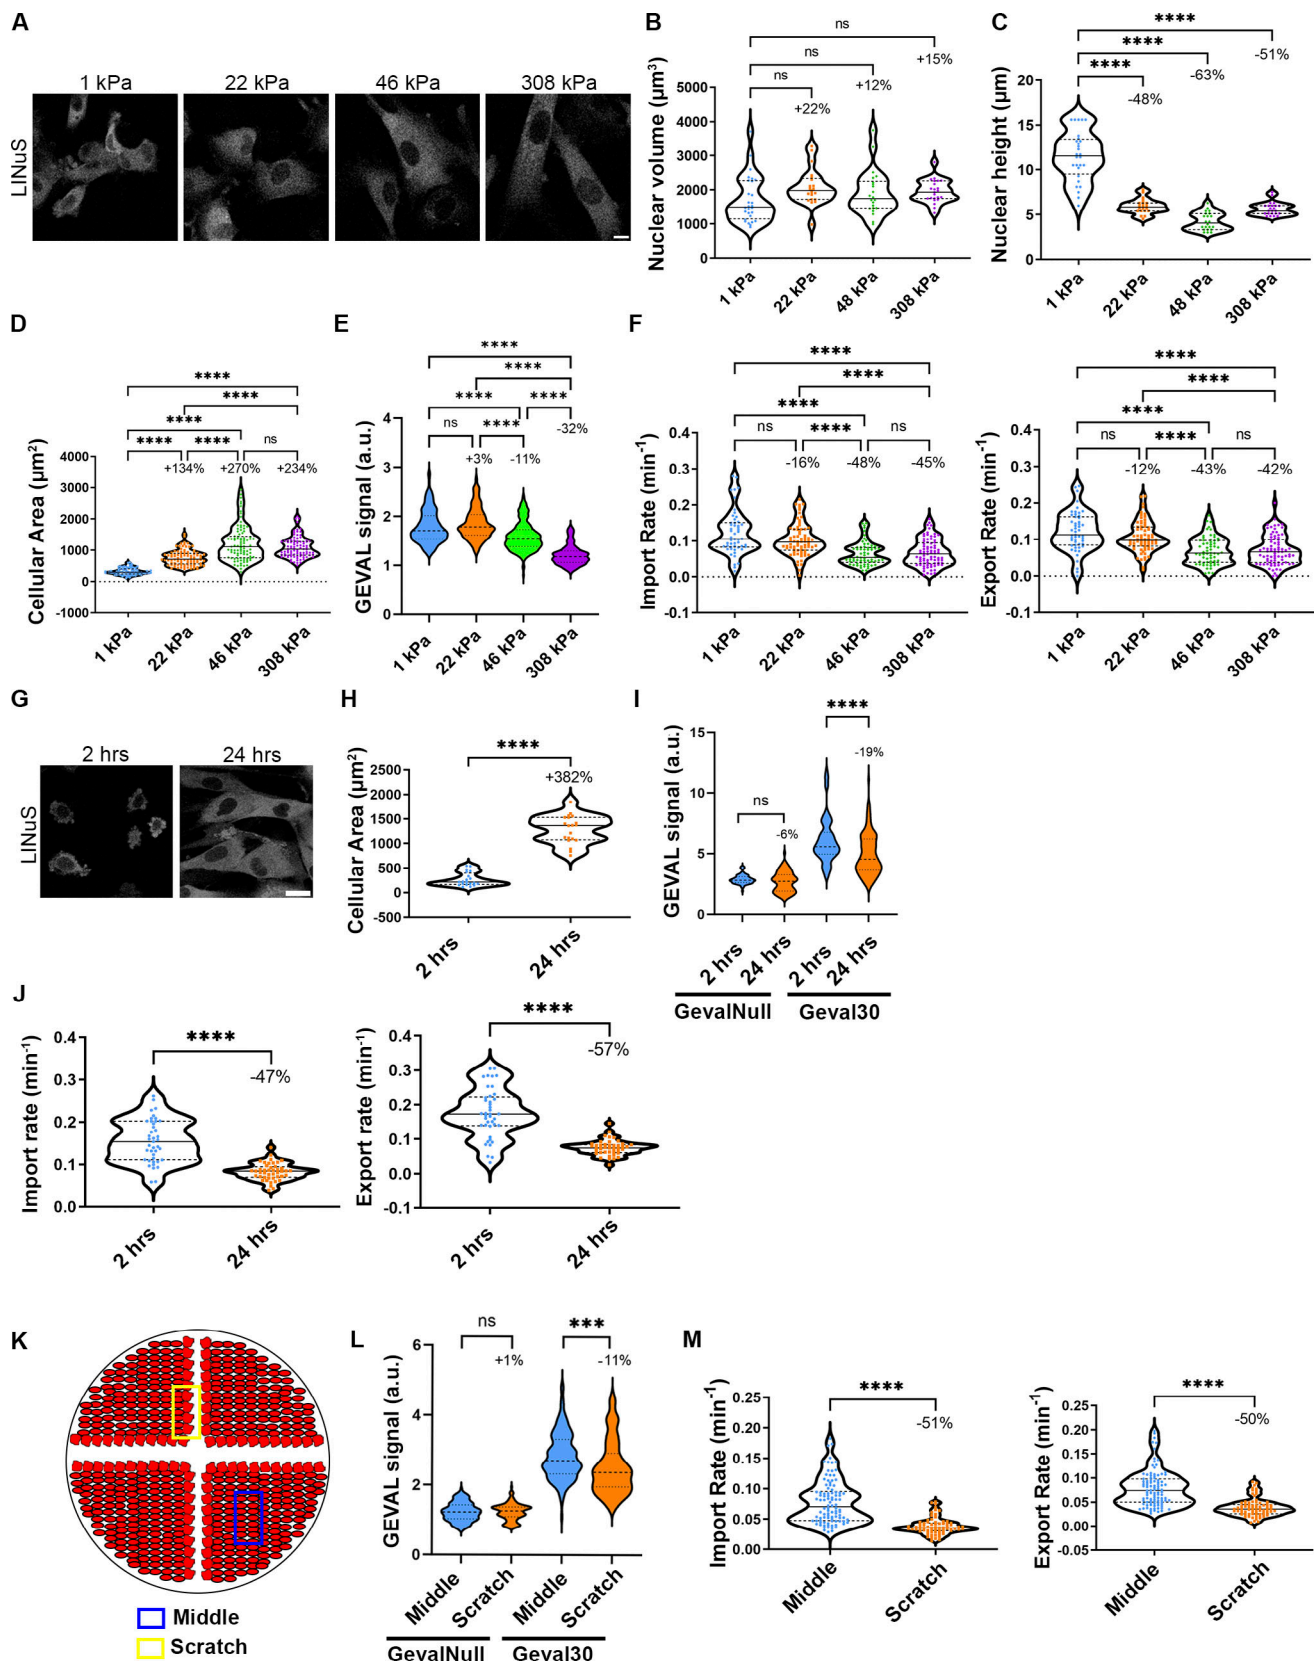 A
1 kPa 22 kPa 46 kPa 308 kPa
LINuS
B
Nuclear volume (µm³)
5000
4000
3000
2000
1000
0
ns
ns
ns
+22%
+12%
+15%
1 kPa 22 kPa 48 kPa 308 kPa
C
Nuclear height (µm)
20
15
10
5
0
****
****
****
-48%
-63%
-51%
1 kPa 22 kPa 48 kPa 308 kPa
D
Cellular Area (µm²)
4000
3000
2000
1000
0
-1000
****
****
****
**** **** ns
+134% +270% +234%
1 kPa 22 kPa 46 kPa 308 kPa
E
GEVAL signal (a.u.)
4
3
2
1
0
****
****
**** ****
ns ****
+3% -11% -32%
1 kPa 22 kPa 46 kPa 308 kPa
F
Import Rate (min⁻¹)
0.4
0.3
0.2
0.1
0.0
-0.1
****
****
****
ns **** ns
-16% -48% -45%
1 kPa 22 kPa 46 kPa 308 kPa
Export Rate (min⁻¹)
0.4
0.3
0.2
0.1
0.0
-0.1
****
****
****
ns **** ns
-12% -43% -42%
1 kPa 22 kPa 46 kPa 308 kPa
G
2 hrs 24 hrs
LINuS
H
Cellular Area (µm²)
2500
2000
1500
1000
500
0
-500
****
+382%
2 hrs 24 hrs
I
GEVAL signal (a.u.)
15
10
5
0
ns
-6%
****
-19%
2 hrs 24 hrs 2 hrs 24 hrs
GevalNull Geval30
J
Import rate (min⁻¹)
0.4
0.3
0.2
0.1
0.0
****
-47%
2 hrs 24 hrs
Export rate (min⁻¹)
0.4
0.3
0.2
0.1
0.0
-0.1
****
-57%
2 hrs 24 hrs
K
Middle
Scratch
L
GEVAL signal (a.u.)
6
4
2
0
ns
+1%
***
-11%
Middle Scratch Middle Scratch
GevalNull Geval30
M
Import Rate (min⁻¹)
0.25
0.20
0.15
0.10
0.05
0.00
****
-51%
Middle Scratch
Export Rate (min⁻¹)
0.25
0.20
0.15
0.10
0.05
0.00
-0.05
****
-50%
Middle Scratch